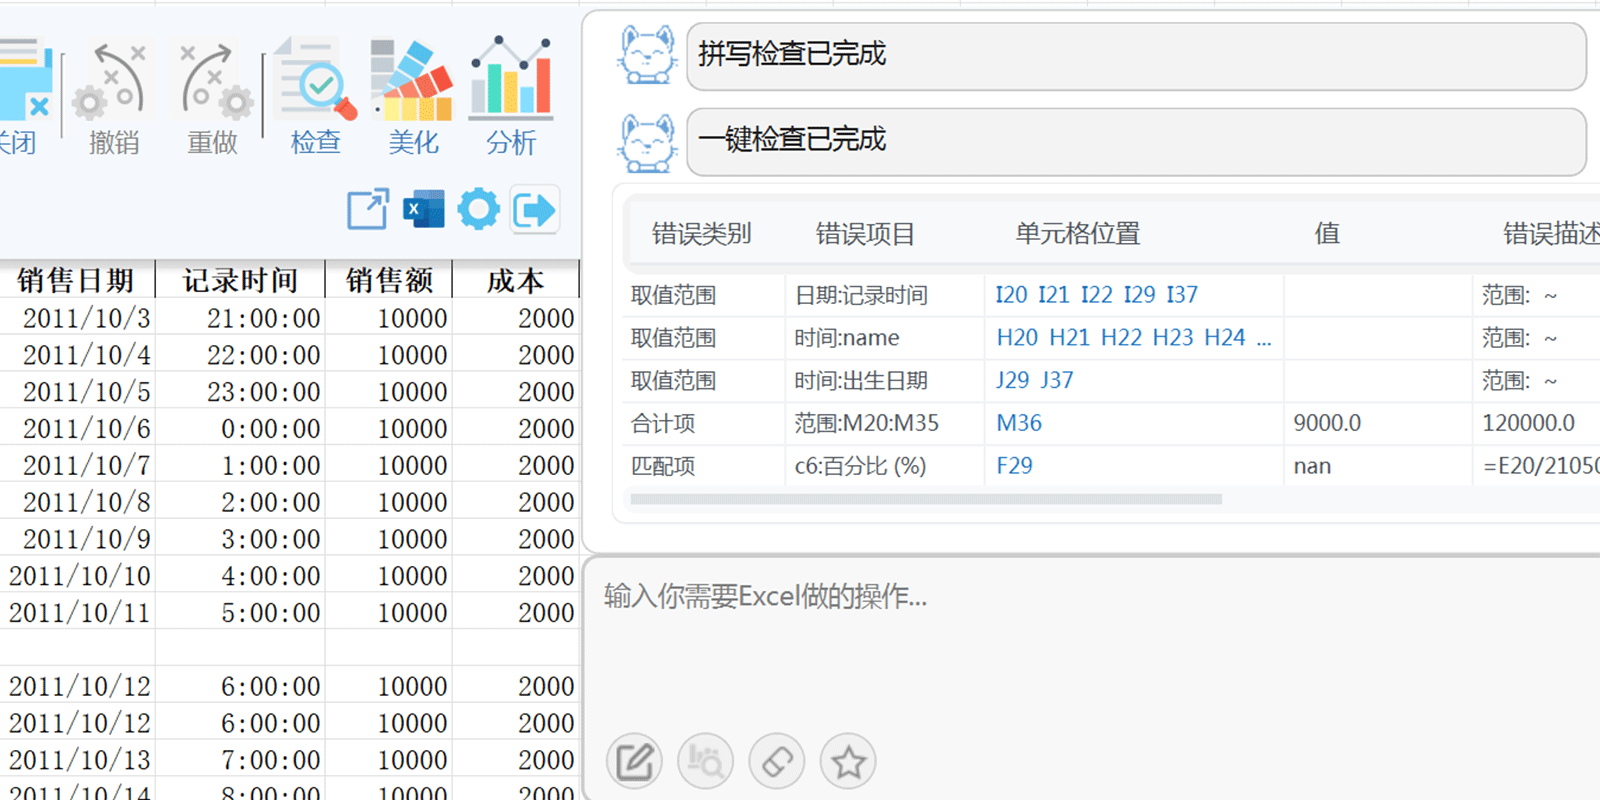 关闭 撤销 重做 检查 美化 分析
销售日期 记录时间 销售额 成本
2011/10/3 21:00:00 10000 2000
2011/10/4 22:00:00 10000 2000
2011/10/5 23:00:00 10000 2000
2011/10/6 0:00:00 10000 2000
2011/10/7 1:00:00 10000 2000
2011/10/8 2:00:00 10000 2000
2011/10/9 3:00:00 10000 2000
2011/10/10 4:00:00 10000 2000
2011/10/11 5:00:00 10000 2000
2011/10/12 6:00:00 10000 2000
2011/10/12 6:00:00 10000 2000
2011/10/13 7:00:00 10000 2000
2011/10/14 8:00:00 10000 2000
拼写检查已完成
一键检查已完成
错误类别 错误项目 单元格位置 值 错误描述
取值范围 日期:记录时间 I20 I21 I22 I29 I37 范围: ~
取值范围 时间:name H20 H21 H22 H23 H24 ... 范围: ~
取值范围 时间:出生日期 J29 J37 范围: ~
合计项 范围:M20:M35 M36 9000.0 120000.0
匹配项 c6:百分比 (%) F29 nan =E20/21050
输入你需要Excel做的操作...